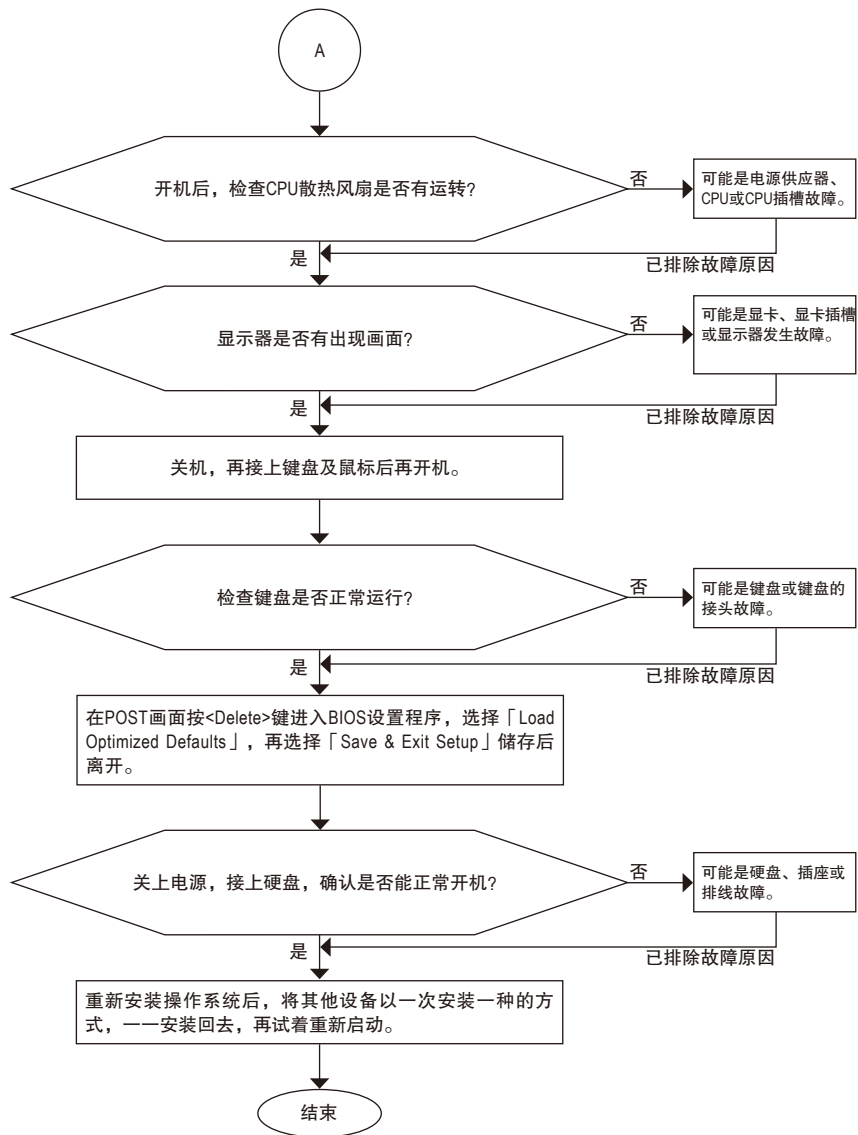 A
开机后，检查CPU散热风扇是否有运转？
否
可能是电源供应器、
CPU或CPU插槽故障。
是
已排除故障原因
显示器是否有出现画面？
否
可能是显卡、显卡插槽
或显示器发生故障。
是
已排除故障原因
关机，再接上键盘及鼠标后再开机。
检查键盘是否正常运行？
否
可能是键盘或键盘的
接头故障。
是
已排除故障原因
在POST画面按<Delete>键进入BIOS设置程序，选择「Load
Optimized Defaults」，再选择「Save & Exit Setup」储存后
离开。
关上电源，接上硬盘，确认是否能正常开机？
否
可能是硬盘、插座或
排线故障。
是
已排除故障原因
重新安装操作系统后，将其他设备以一次安装一种的方
式，一一安装回去，再试着重新启动。
结束